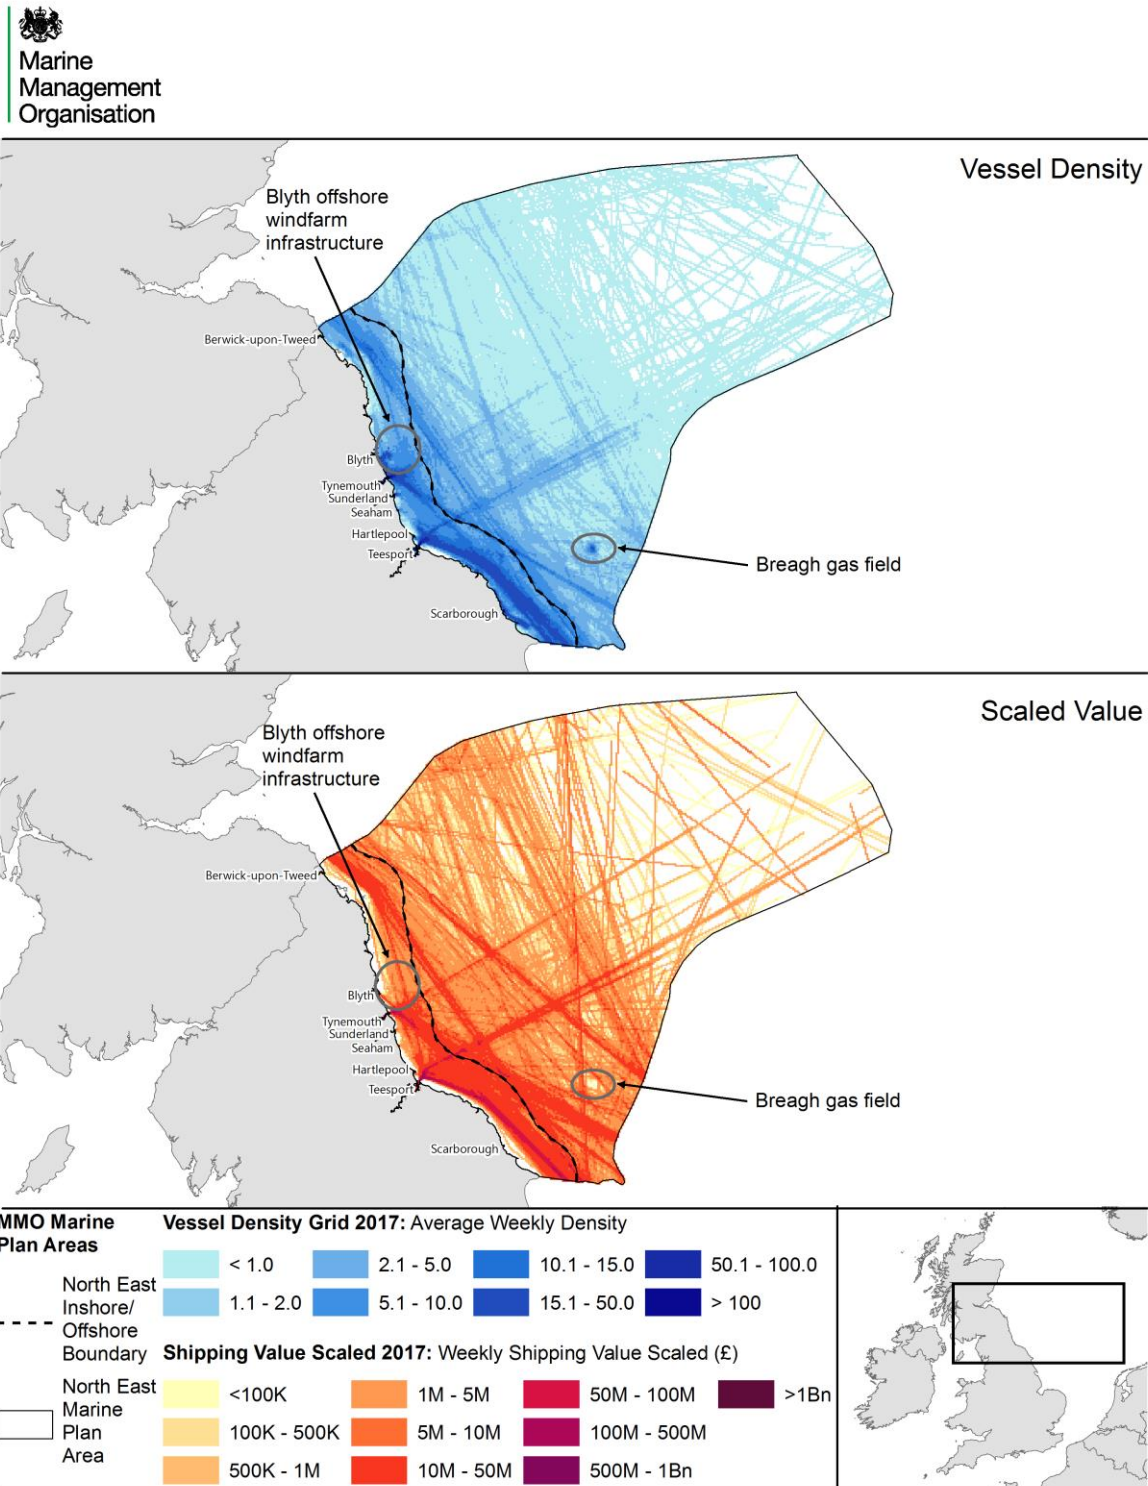 Marine
Management
Organisation
Vessel Density
Blyth offshore
windfarm
infrastructure
Berwick-upon-Tweed
Blyth
Tynemouth
Sunderland
Seaham
Hartlepool
Teesport
Breagh gas field
Scarborough
Scaled Value
Blyth offshore
windfarm
infrastructure
Berwick-upon-Tweed
Blyth
Tynemouth
Sunderland
Seaham
Hartlepool
Teesport
Breagh gas field
Scarborough
MMO Marine
Plan Areas
North East
Inshore/
Offshore
Boundary
North East
Marine
Plan
Area
Vessel Density Grid 2017: Average Weekly Density
< 1.0
2.1 - 5.0
10.1 - 15.0
50.1 - 100.0
1.1 - 2.0
5.1 - 10.0
15.1 - 50.0
> 100
Shipping Value Scaled 2017: Weekly Shipping Value Scaled (£)
<100K
1M - 5M
50M - 100M
>1Bn
100K - 500K
5M - 10M
100M - 500M
500K - 1M
10M - 50M
500M - 1Bn